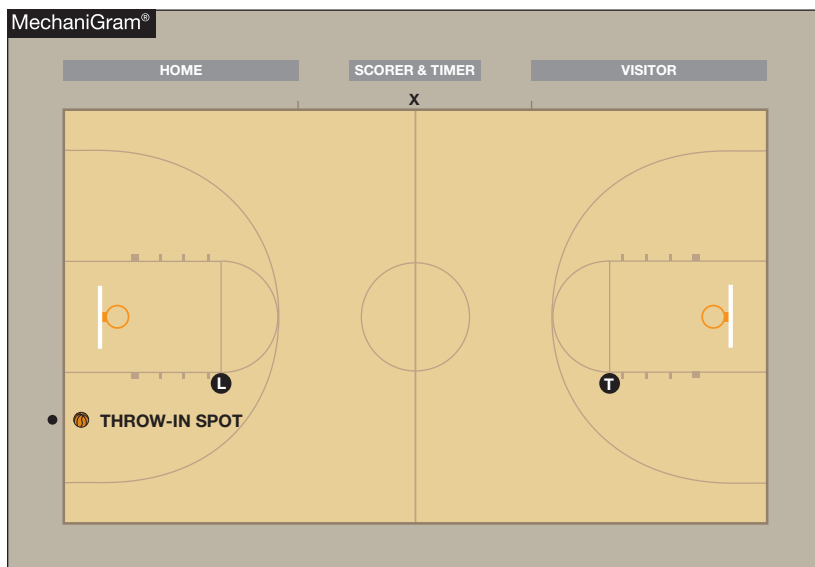 MechaniGram®
HOME
SCORER & TIMER
VISITOR
X
L
T
THROW-IN SPOT